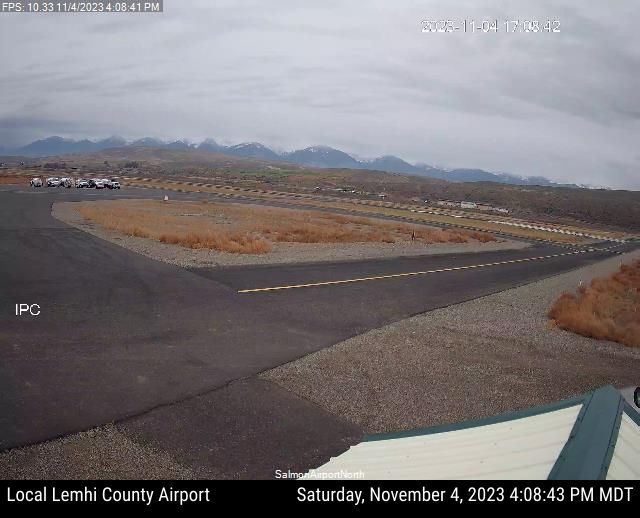 FPS: 10.33 11/4/2023 4:08:41 PM
2023-11-04 17:08:42
IPC
SalmonAirportNorth
Local Lemhi County Airport
Saturday, November 4, 2023 4:08:43 PM MDT